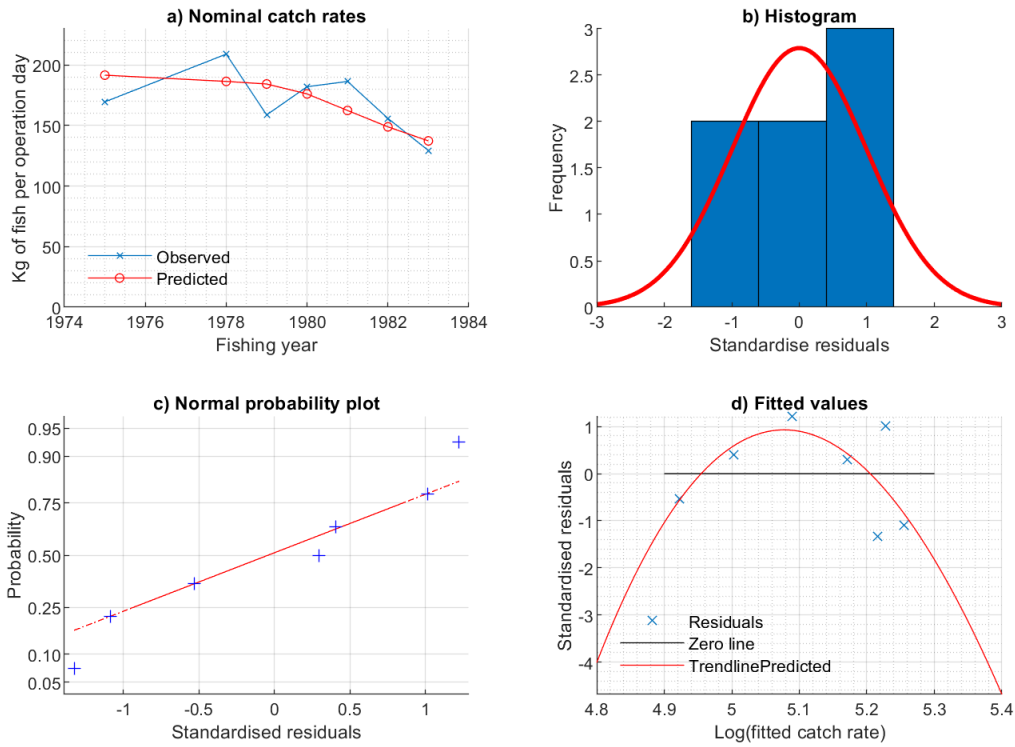 a) Nominal catch rates
Kg of fish per operation day
200
150
100
50
0
Observed
Predicted
1974 1976 1978 1980 1982 1984
Fishing year
b) Histogram
Frequency
3
2.5
2
1.5
1
0.5
0
-3 -2 -1 0 1 2 3
Standardise residuals
c) Normal probability plot
Probability
0.95
0.90
0.75
0.50
0.25
0.10
0.05
-1 -0.5 0 0.5 1
Standardised residuals
d) Fitted values
Standardised residuals
1
0
-1
-2
-3
-4
Residuals
Zero line
TrendlinePredicted
4.8 4.9 5 5.1 5.2 5.3 5.4
Log(fitted catch rate)